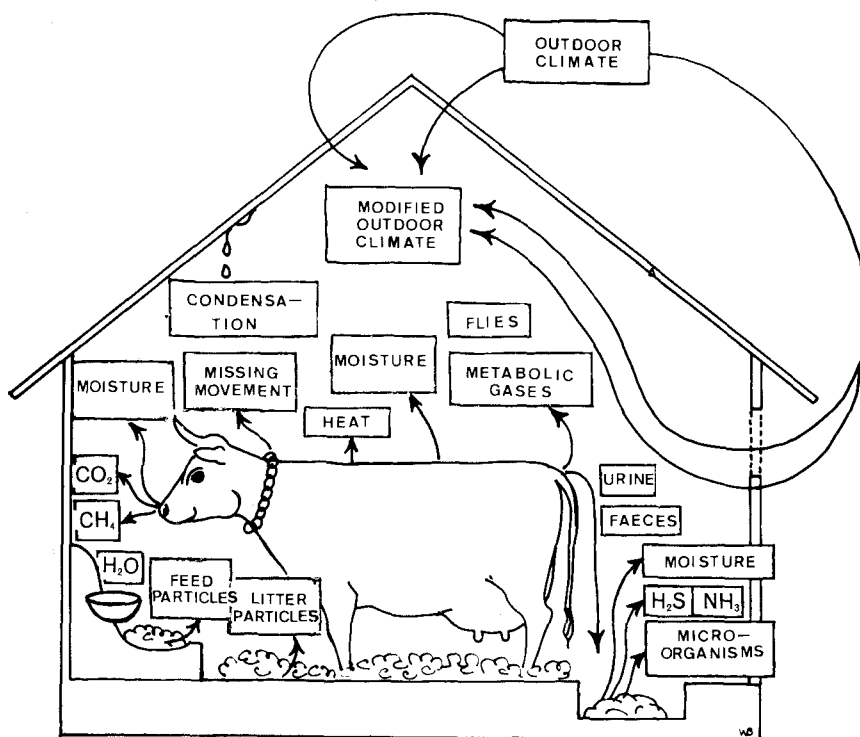 OUTDOOR
CLIMATE
MODIFIED
OUTDOOR
CLIMATE
CONDENSA—
TION
FLIES
MOISTURE
MISSING
MOVEMENT
MOISTURE
METABOLIC
GASES
HEAT
CO₂
CH₄
URINE
FAECES
H₂O
FEED
PARTICLES
LITTER
PARTICLES
MOISTURE
H₂S NH₃
MICRO-
ORGANISMS